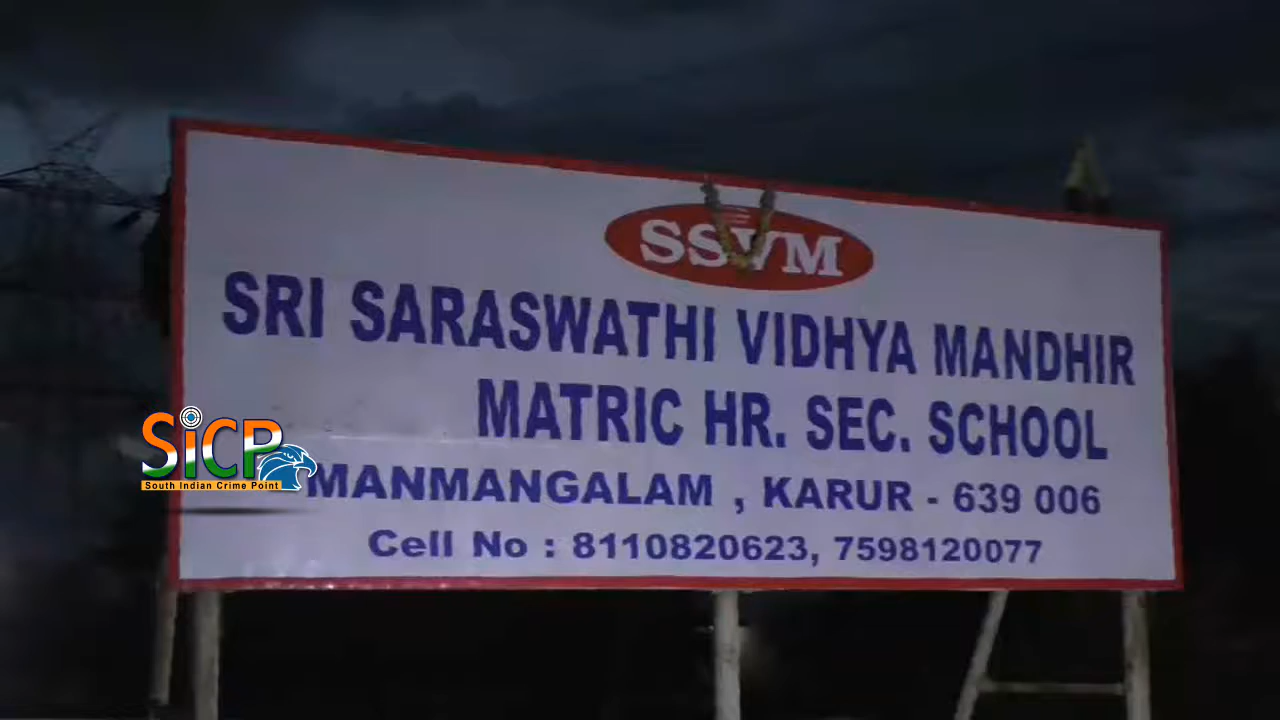 SSVM
SRI SARASWATHI VIDHYA MANDHIR
MATRIC HR. SEC. SCHOOL
MANMANGALAM , KARUR - 639 006
Cell No : 8110820623, 7598120077
SiCP
South Indian Crime Point